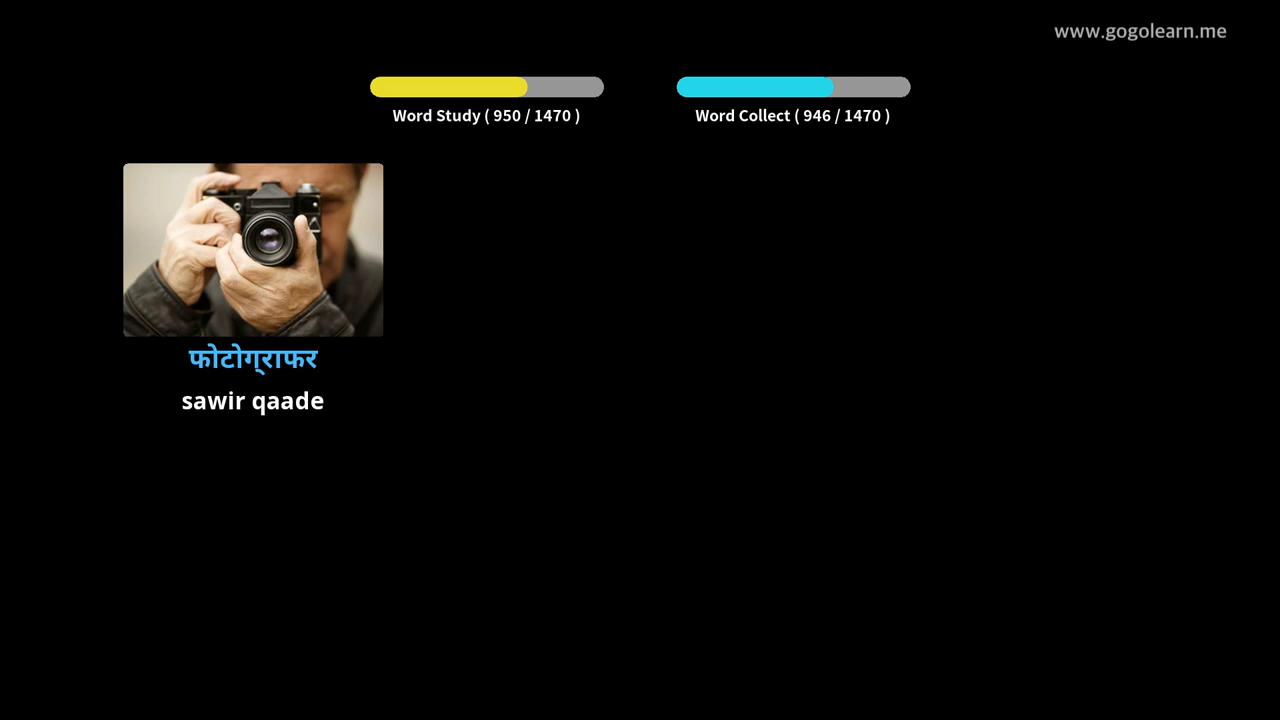 www.gogolearn.me
Word Study ( 950 / 1470 )
Word Collect ( 946 / 1470 )
फोटोग्राफर
sawir qaade